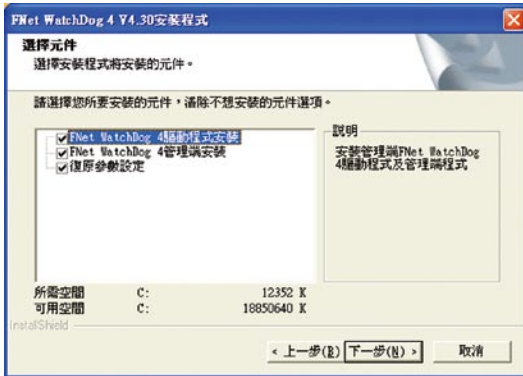 FNet WatchDog 4 V4.30安裝程式
選擇元件
選擇安裝程式將安裝的元件。
請選擇您所要安裝的元件，清除不想安裝的元件選項。
FNet WatchDog 4驅動程式安裝
FNet WatchDog 4管理端安裝
復原參數設定
說明
安裝管理端FNet WatchDog
4驅動程式及管理端程式
所需空間 C: 12352 K
可用空間 C: 18850640 K
InstallShield
< 上一步(B) 下一步(N) > 取消